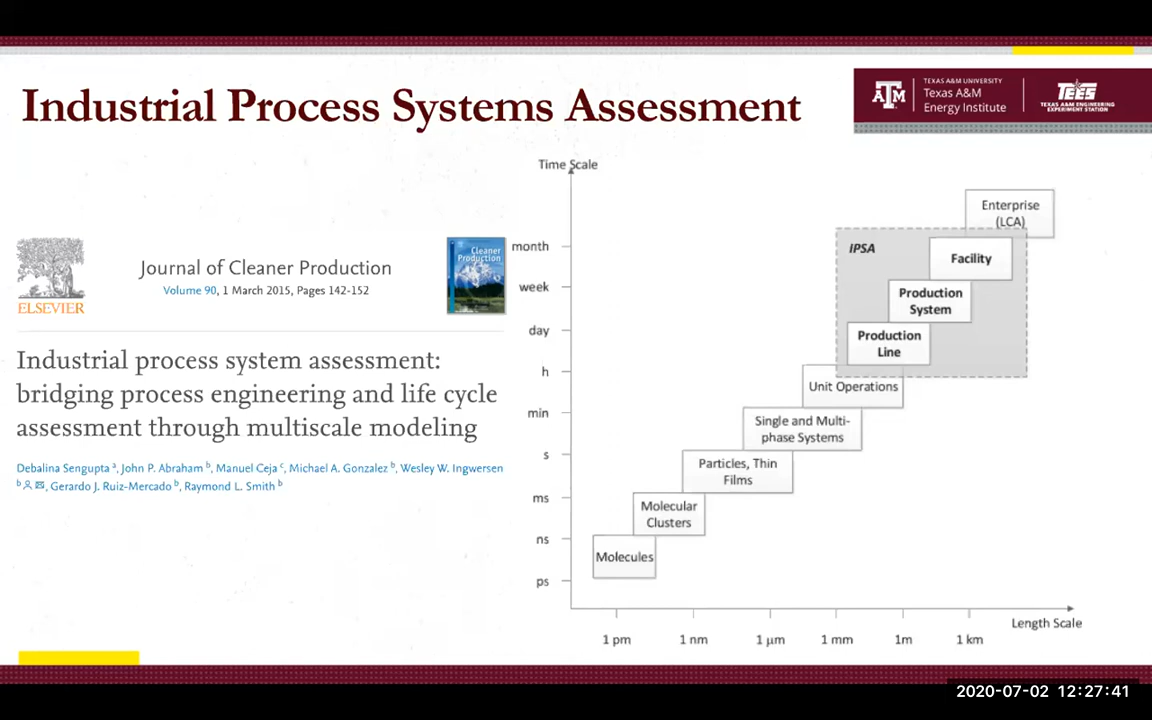 Industrial Process Systems Assessment
ATM
TEXAS A&M UNIVERSITY
Texas A&M
Energy Institute
TEES
TEXAS A&M ENGINEERING
EXPERIMENT STATION
ELSEVIER
Journal of Cleaner Production
Volume 90, 1 March 2015, Pages 142-152
Cleaner
Production
Industrial process system assessment:
bridging process engineering and life cycle
assessment through multiscale modeling
Debalina Sengupta a, John P. Abraham b, Manuel Ceja c, Michael A. Gonzalez b, Wesley W. Ingwersen
b, Gerardo J. Ruiz-Mercado b, Raymond L. Smith b
Time Scale
month
week
day
h
min
s
ms
ns
ps
Enterprise
(LCA)
iPSA
Facility
Production
System
Production
Line
Unit Operations
Single and Multi-
phase Systems
Particles, Thin
Films
Molecular
Clusters
Molecules
1 pm
1 nm
1 μm
1 mm
1m
1 km
Length Scale
2020-07-02 12:27:41